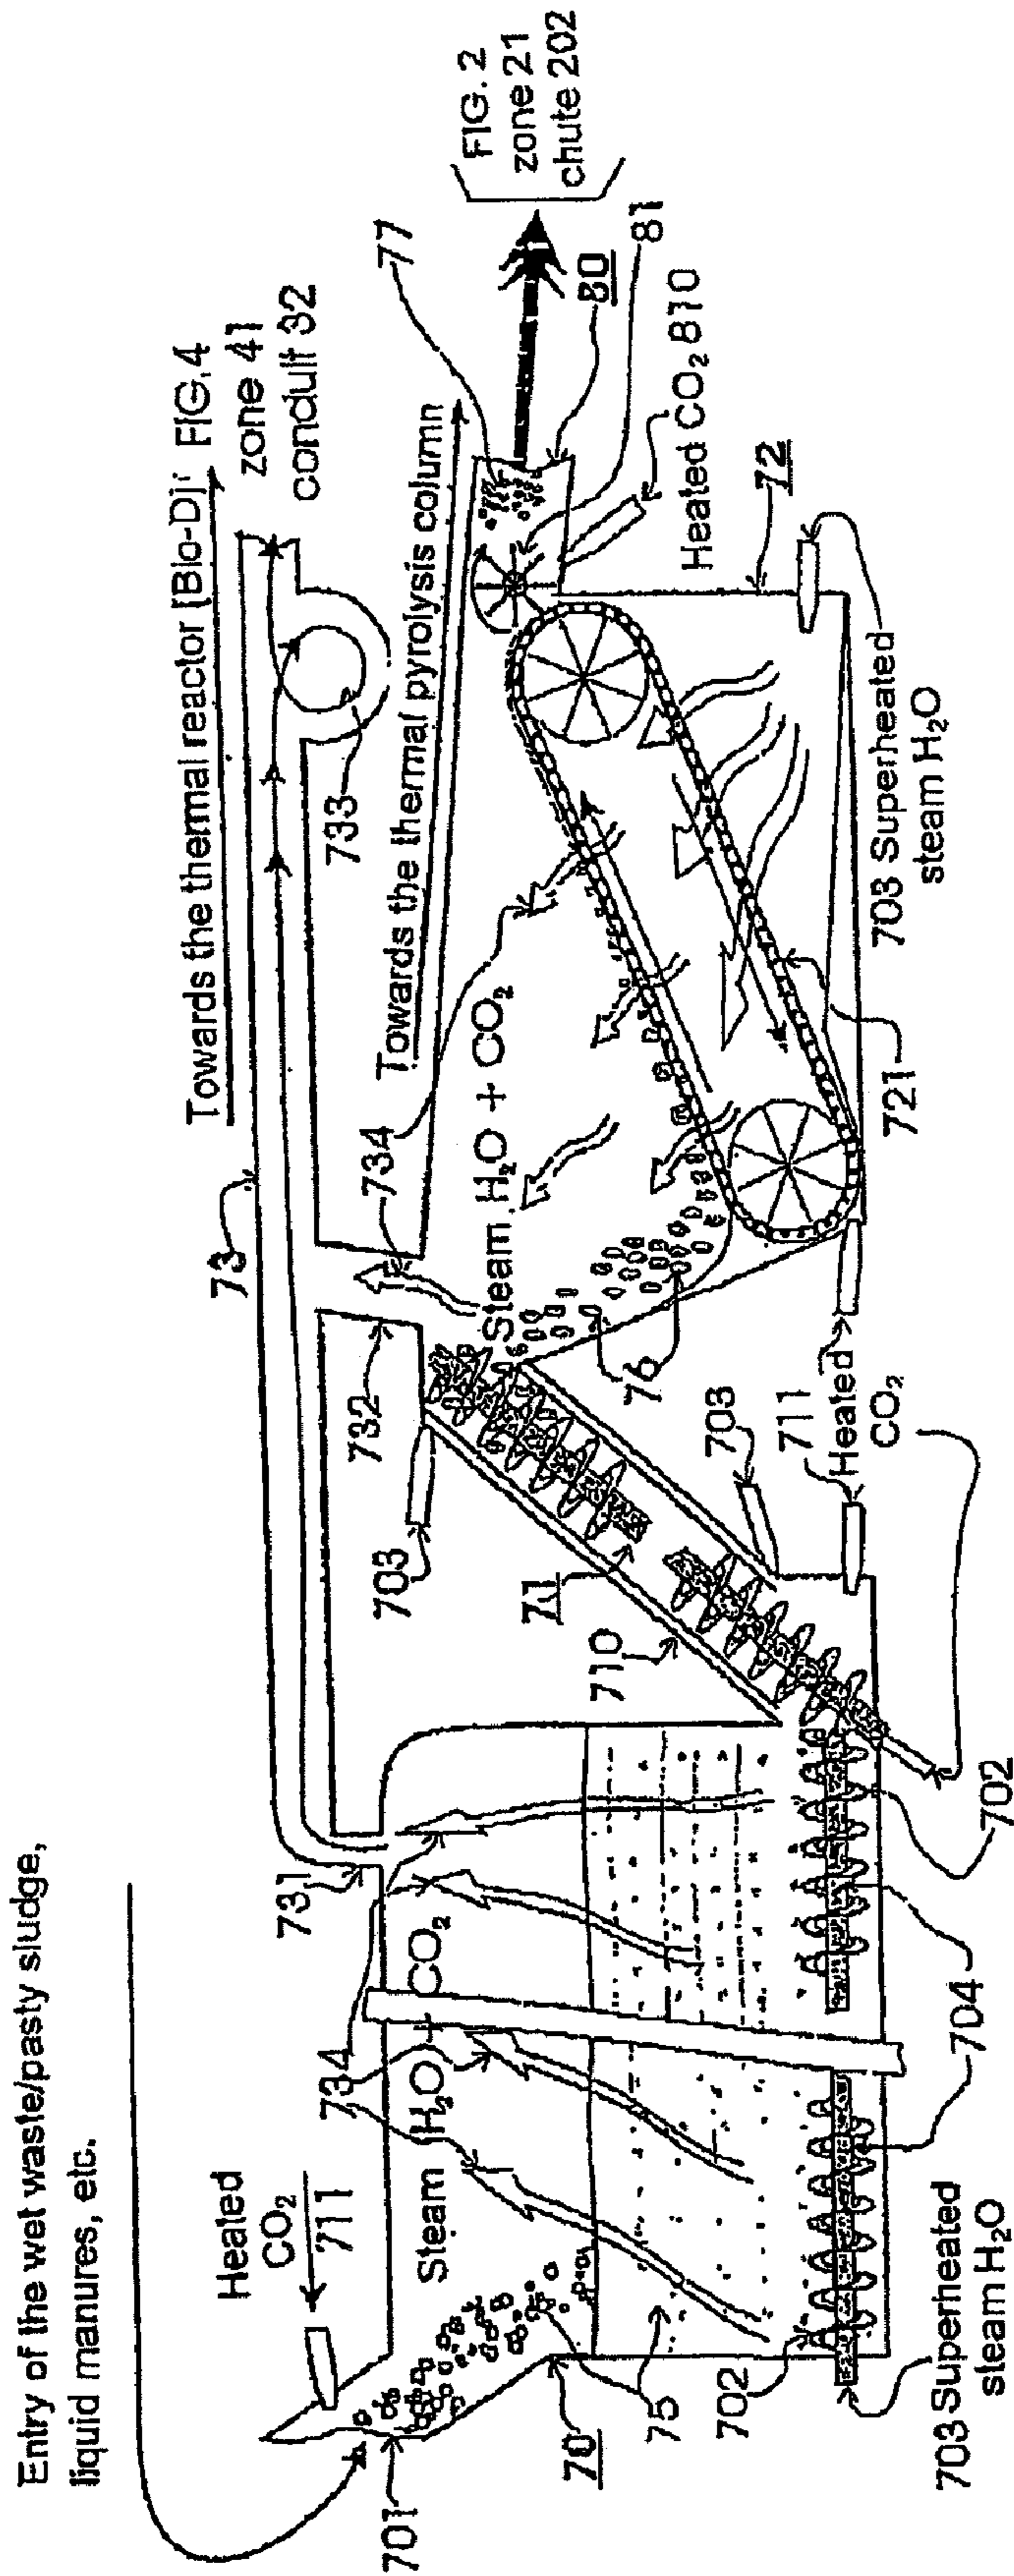 Entry of the wet waste/pasty sludge,
liquid manures, etc.
Towards the thermal reactor [Bio-D]
FIG.4
zone 41
conduit 32
73
733
77
FIG. 2
zone 21
chute 202
Towards the thermal pyrolysis column
734
732
731
734
Heated
CO₂
711
Steam H₂O + CO₂
Steam, H₂O + CO₂
80
81
Heated CO₂ 810
72
703
71
710
76
703
711 Heated
CO₂
721
703 Superheated
steam H₂O
701
70
75
702
704
702
703 Superheated
steam H₂O